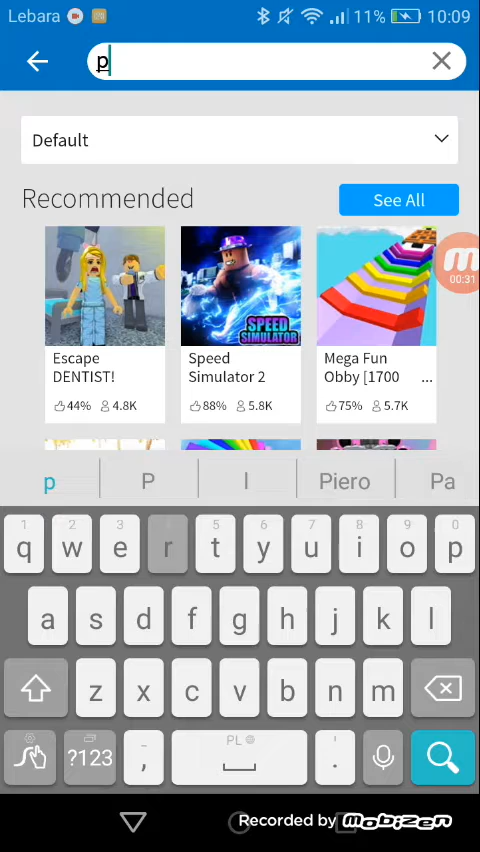 Lebara 11% 10:09
p
Default
Recommended See All
SPEED SIMULATOR
00:31
Escape DENTIST! Speed Simulator 2 Mega Fun Obby [1700 ...
44% 4.8K 88% 5.8K 75% 5.7K
p P I Piero Pa
1 2 3 5 6 7 8 9 0
q w e r t y u i o p
a s d f g h j k l
z x c v b n m
?123 , PL .
Recorded by Mobizen